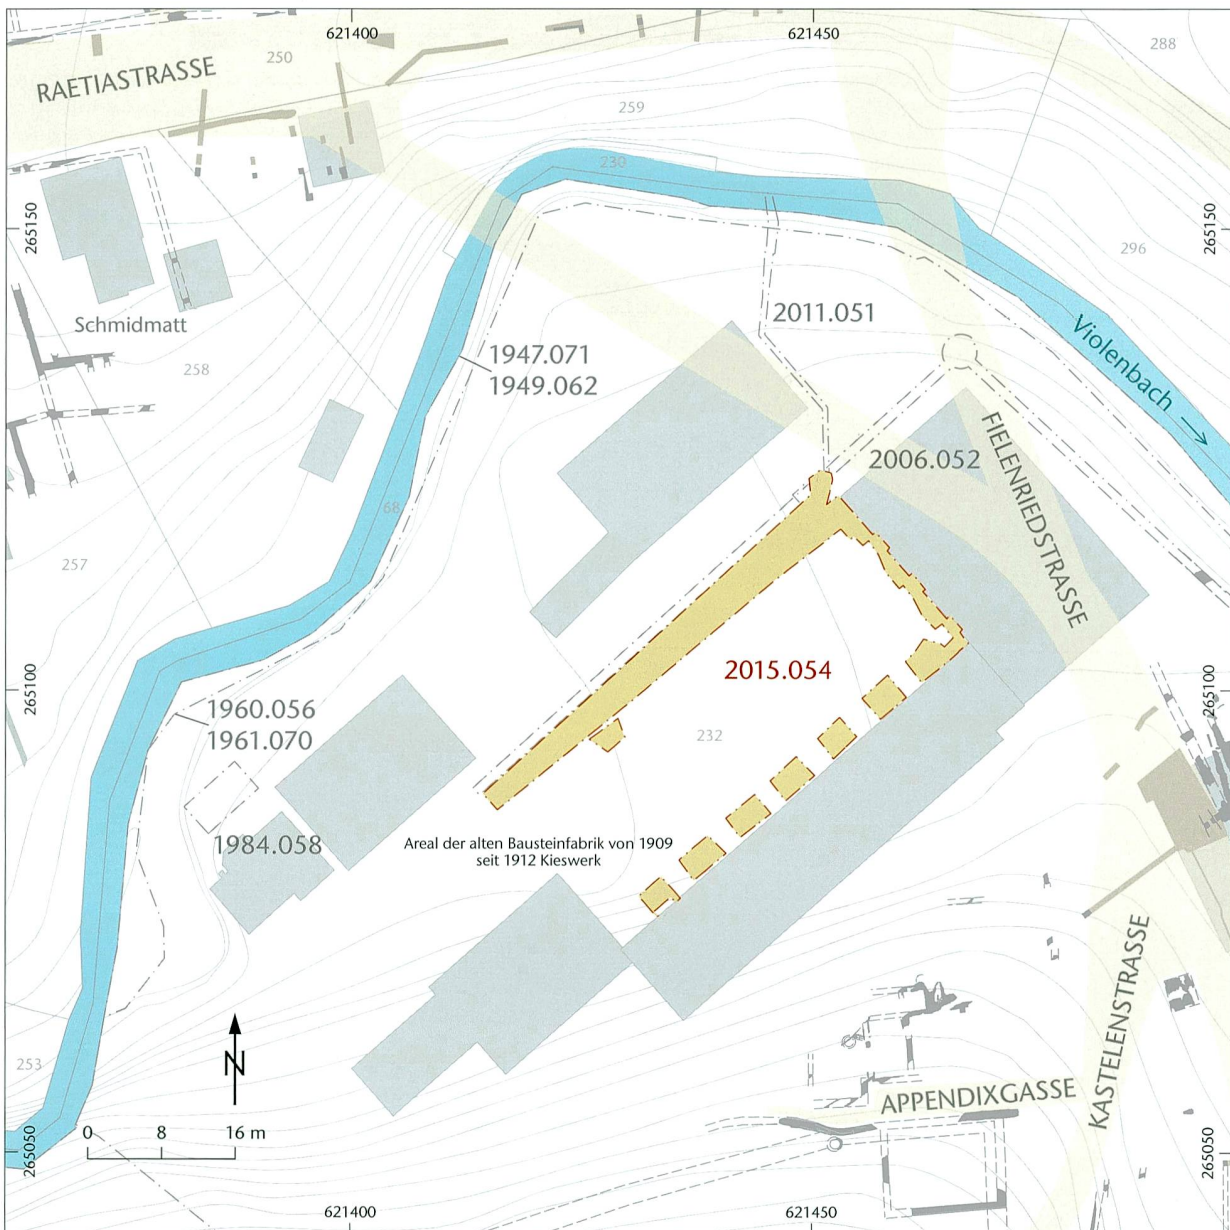 621400
621450
RAETIASTRASSE
250
288
259
230
265150
265150
296
Schmidmatt
2011.051
Violenbach
1947.071
1949.062
258
2006.052
FIELENRIEDSTRASSE
68
257
2015.054
265100
265100
1960.056
1961.070
232
1984.058
Areal der alten Bausteinfabrik von 1909
seit 1912 Kieswerk
KASTELENSTRASSE
N
253
APPENDIXGASSE
0 8 16 m
265050
265050
621400
621450